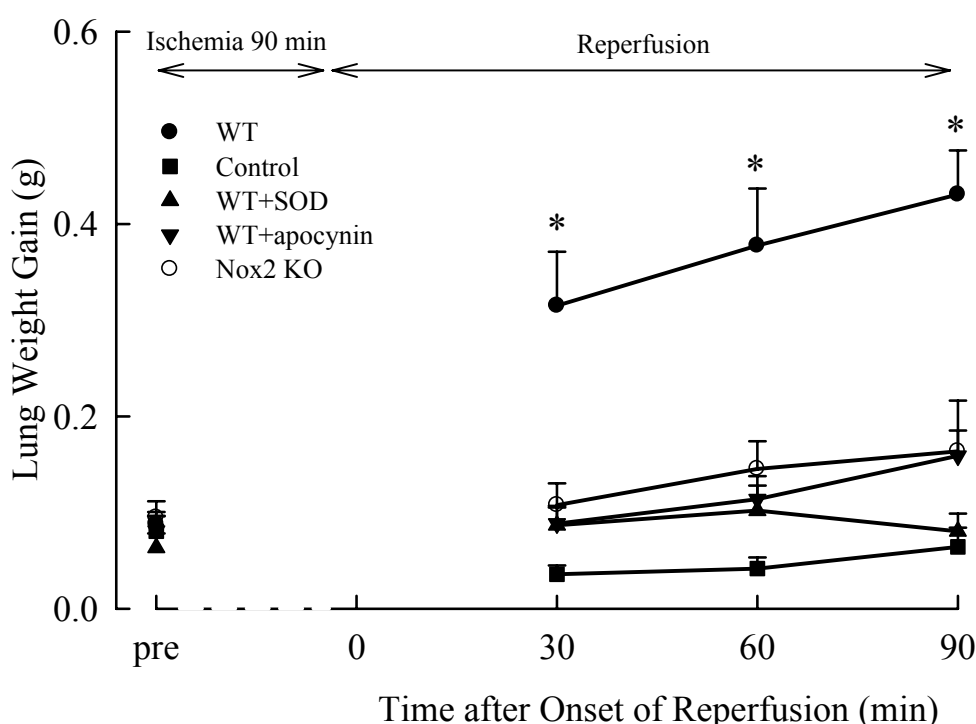 0.6
Ischemia 90 min
Reperfusion
WT
Control
WT+SOD
WT+apocynin
Nox2 KO
*
*
*
Lung Weight Gain (g)
0.4
0.2
0.0
pre
0
30
60
90
Time after Onset of Reperfusion (min)